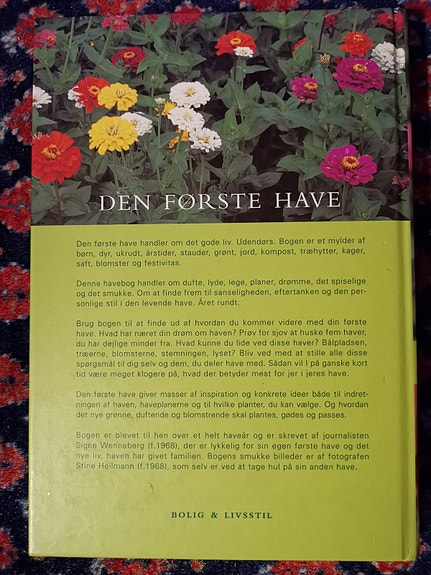 DEN FØRSTE HAVE
Den første have handler om det gode liv. Udendørs. Bogen er et mylder af
børn, dyr, ukrudt, årstider, stauder, grønt, jord, kompost, træhytter, kager,
saft, blomster og festivitas.
Denne havebog handler om dufte, lyde, lege, planer, drømme, det spiselige
og det smukke. Om at finde frem til sanseligheden, eftertanken og den per-
sonlige stil i den levende have. Året rundt.
Brug bogen til at finde ud af hvordan du kommer videre med din første
have. Hvad har næret din drøm om haven? Prøv for sjov at huske fem haver,
du har dejlige minder fra. Hvad kunne du lide ved disse haver? Bålpladsen,
træerne, blomsterne, stemningen, lyset? Bliv ved med at stille alle disse
spørgsmål til dig selv og dem, du deler have med. Sådan vil I på ganske kort
tid være meget klogere på, hvad der betyder mest for jer i jeres have.
Den første have giver masser af inspiration og konkrete ideer både til indret-
ningen af haven, haveplanerne og til hvilke planter, du kan vælge. Og hvordan
det nye grønne, duftende og blomstrende skal plantes, gødes og passes.
Bogen er blevet til hen over et helt haveår og er skrevet af journalisten
Signe Wenneberg (f.1968), der er lykkelig for sin egen første have og det
nye liv, haven har givet familien. Bogens smukke billeder er af fotografen
Stine Heilmann (f.1968), som selv er ved at tage hul på sin anden have.
BOLIG & LIVSSTIL